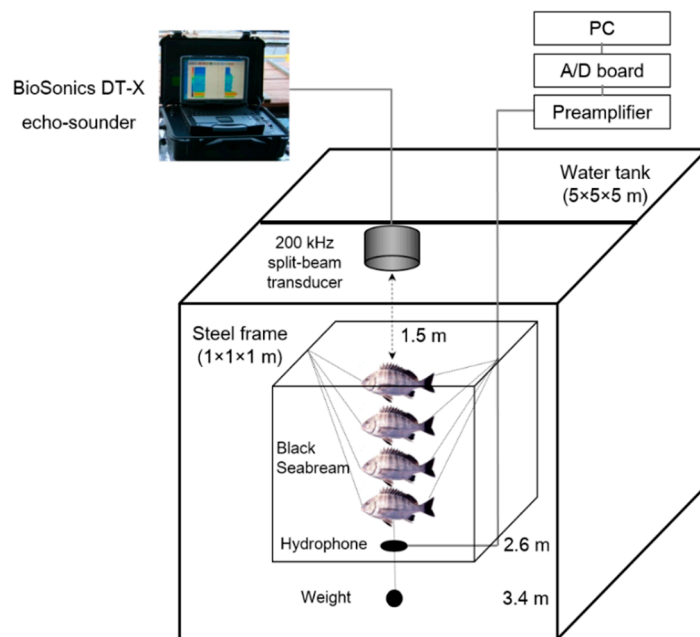 PC
A/D board
Preamplifier
BioSonics DT-X
echo-sounder
Water tank
(5×5×5 m)
200 kHz
split-beam
transducer
1.5 m
Steel frame
(1×1×1 m)
Black
Seabream
Hydrophone
2.6 m
Weight
3.4 m